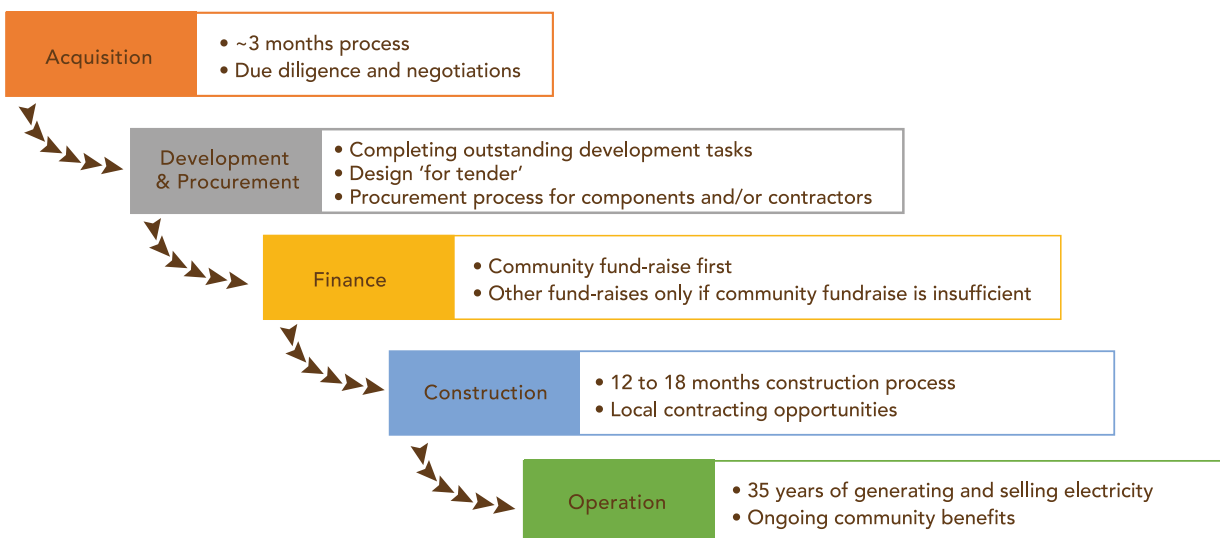 Acquisition
• ~3 months process
• Due diligence and negotiations
Development
& Procurement
• Completing outstanding development tasks
• Design ‘for tender’
• Procurement process for components and/or contractors
Finance
• Community fund-raise first
• Other fund-raises only if community fundraise is insufficient
Construction
• 12 to 18 months construction process
• Local contracting opportunities
Operation
• 35 years of generating and selling electricity
• Ongoing community benefits